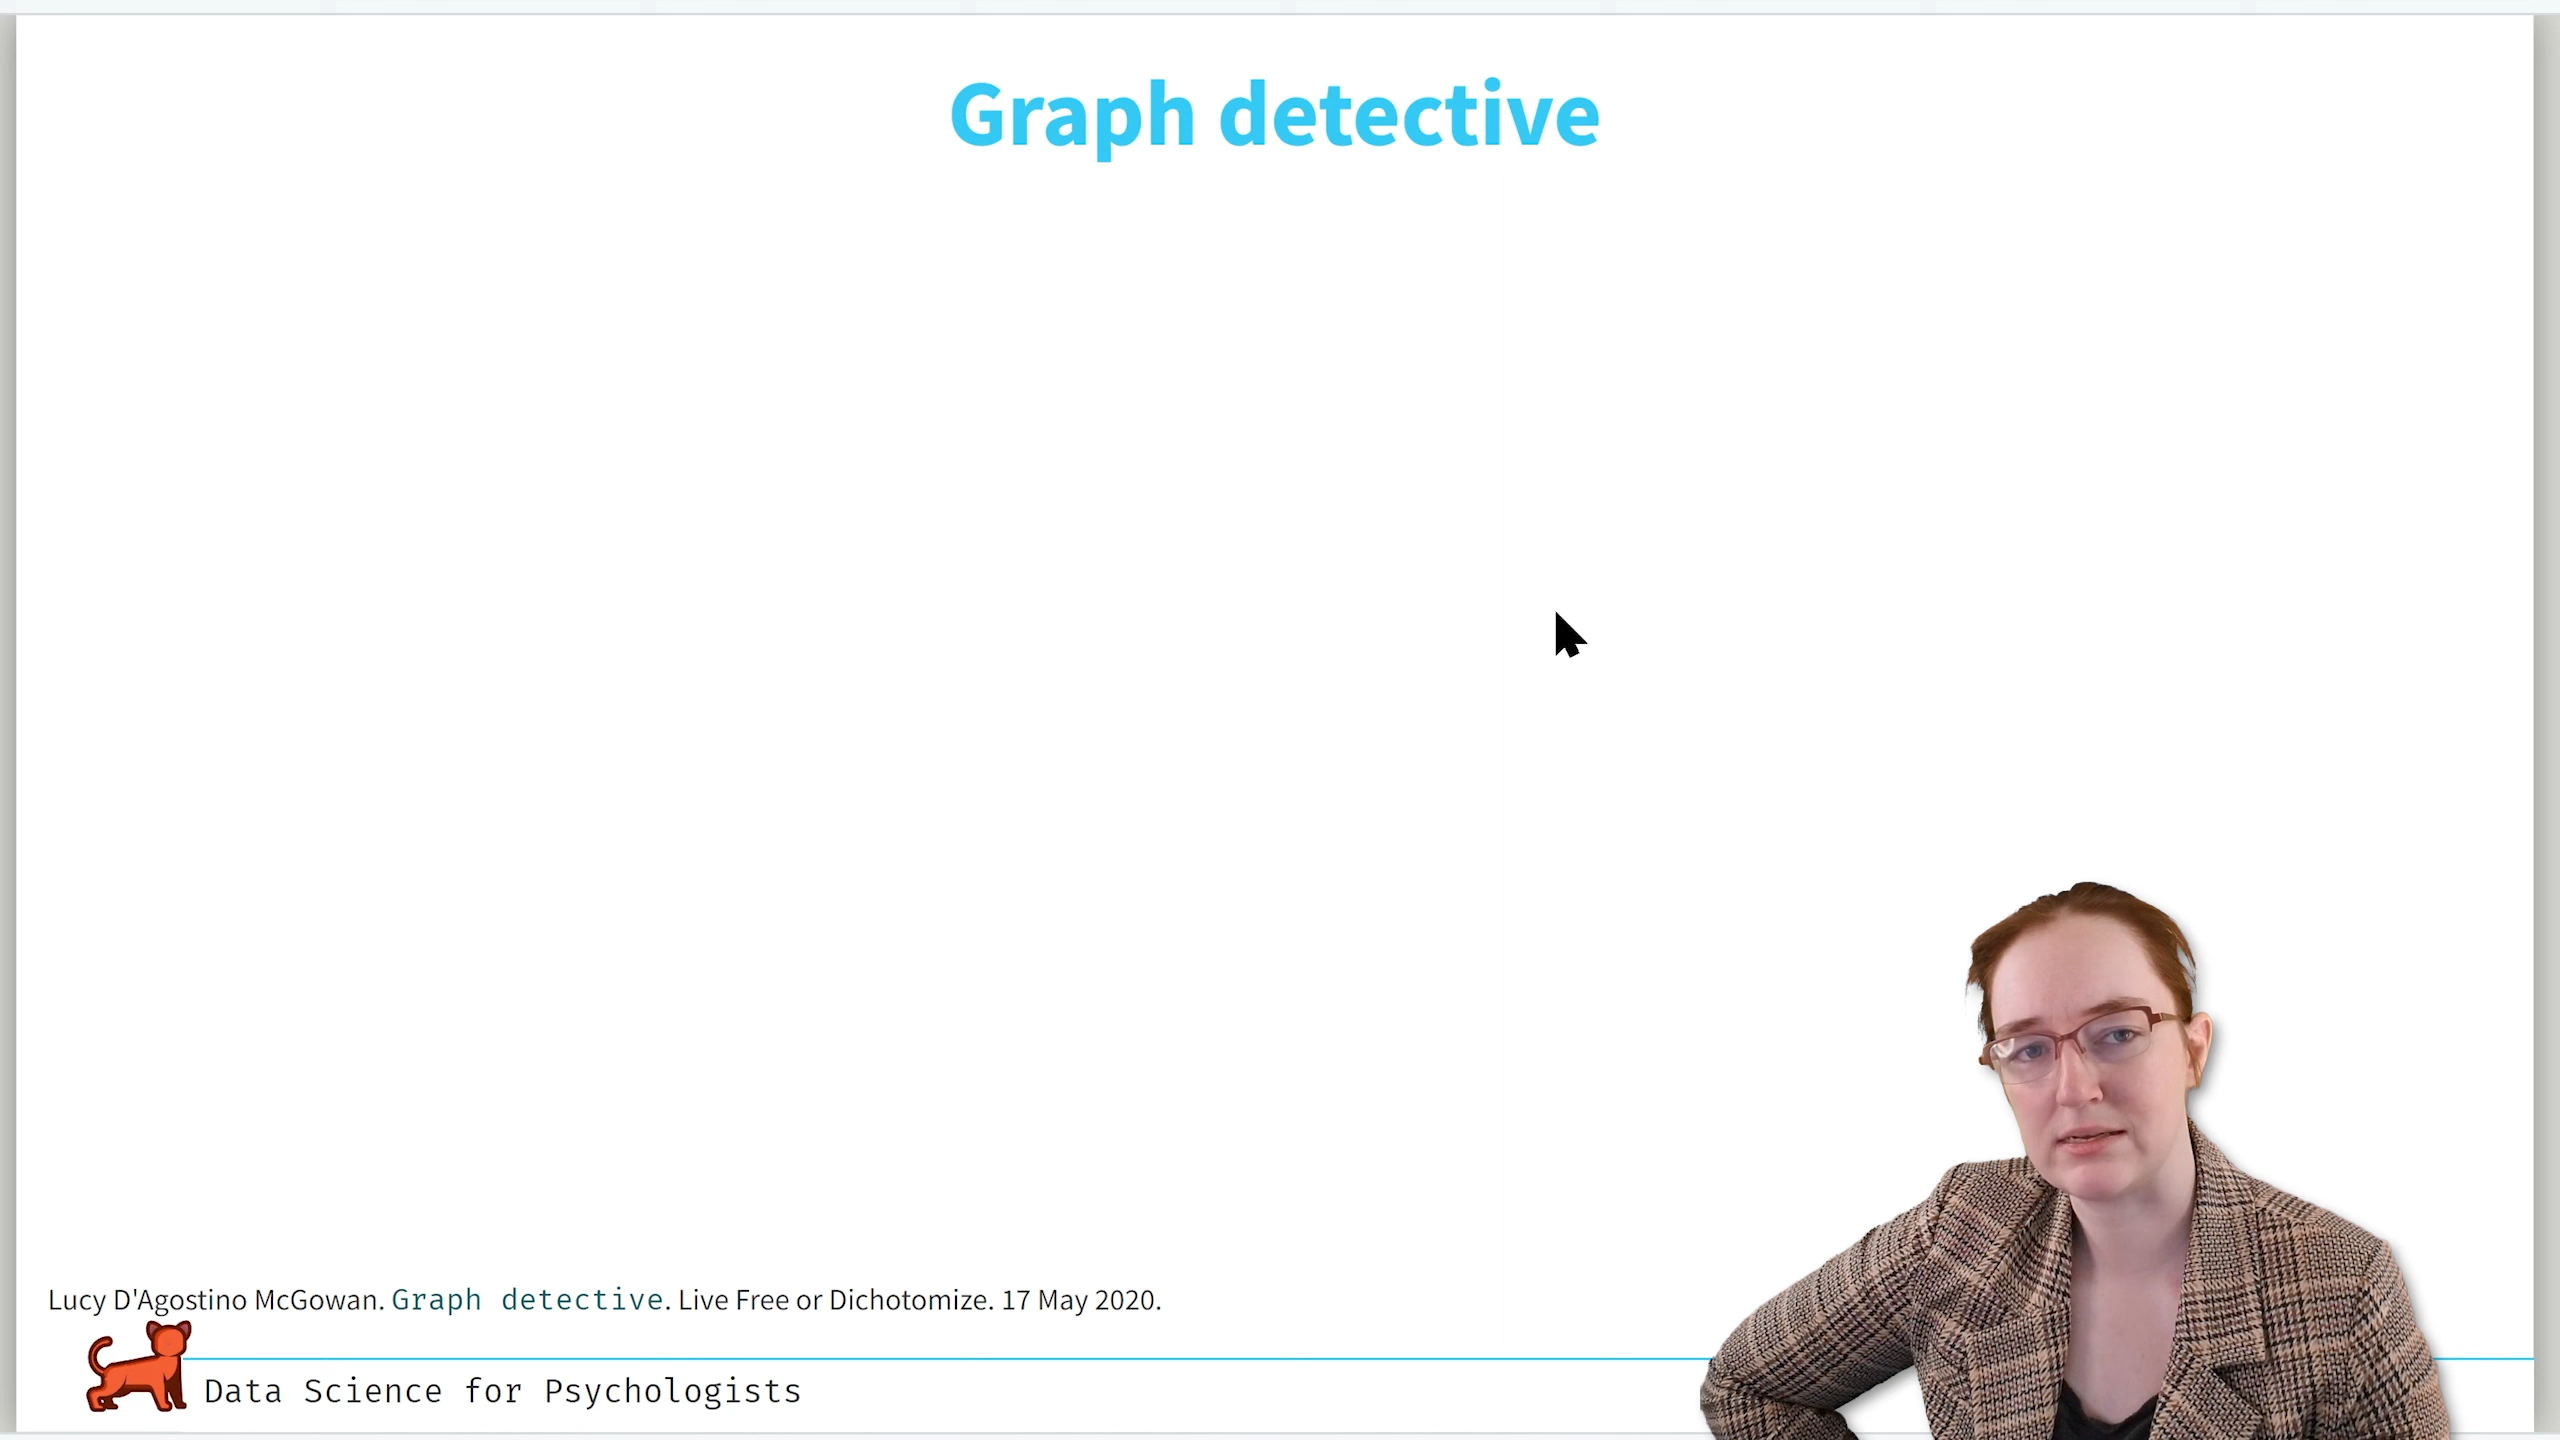 Graph detective
Lucy D'Agostino McGowan. Graph detective. Live Free or Dichotomize. 17 May 2020.
Data Science for Psychologists